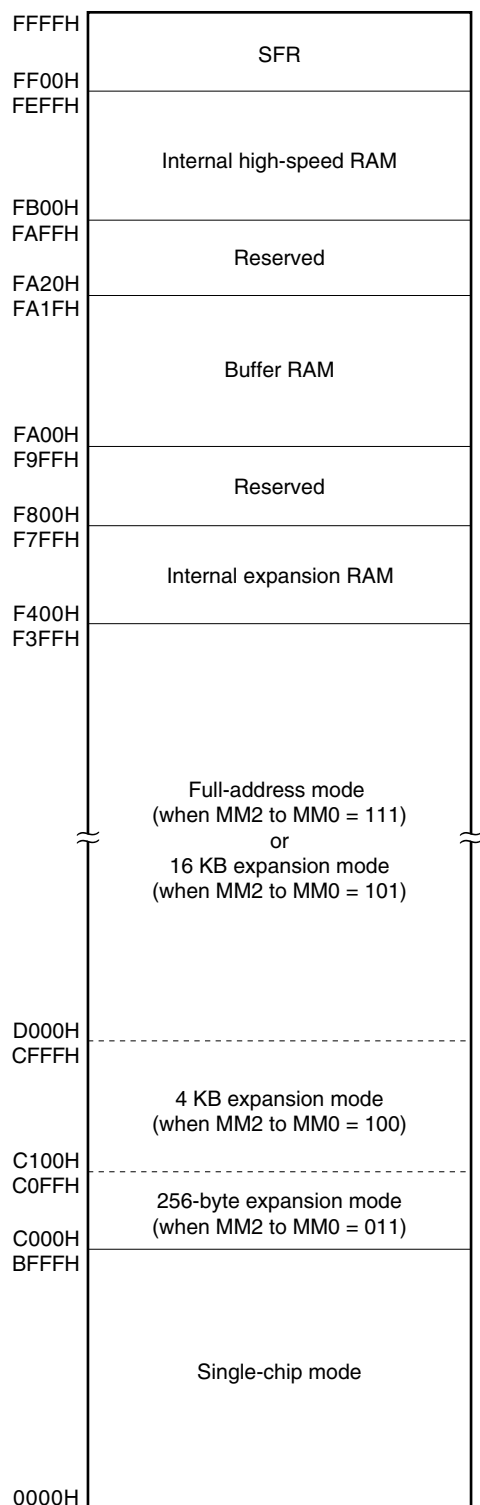 FFFFH
SFR
FF00H
FEFFH
Internal high-speed RAM
FB00H
FAFFH
Reserved
FA20H
FA1FH
Buffer RAM
FA00H
F9FFH
Reserved
F800H
F7FFH
Internal expansion RAM
F400H
F3FFH
Full-address mode
(when MM2 to MM0 = 111)
or
16 KB expansion mode
(when MM2 to MM0 = 101)
D000H
CFFFH
4 KB expansion mode
(when MM2 to MM0 = 100)
C100H
C0FFH
256-byte expansion mode
(when MM2 to MM0 = 011)
C000H
BFFFH
Single-chip mode
0000H